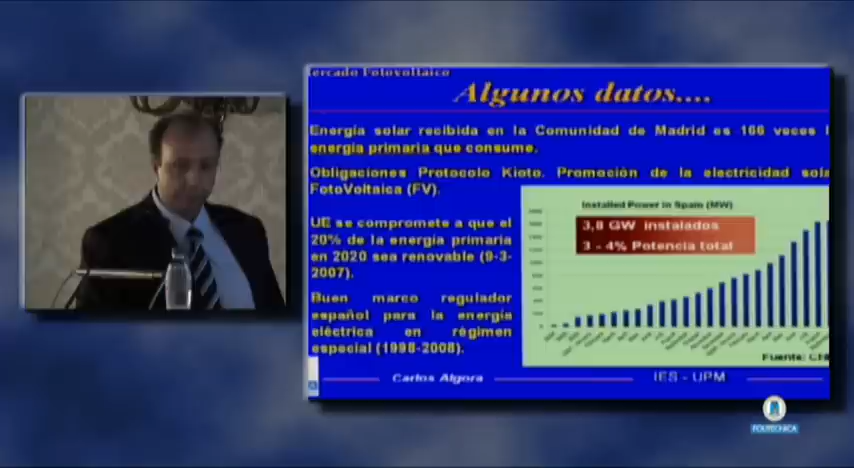 Mercado Fotovoltaico
Algunos datos....
Energía solar recibida en la Comunidad de Madrid es 166 veces l
energía primaria que consume.
Obligaciones Protocolo Kioto. Promoción de la electricidad sola
FotoVoltaica (FV).
UE se compromete a que el
20% de la energía primaria
en 2020 sea renovable (9-3-
2007).
Buen marco regulador
español para la energía
eléctrica en régimen
especial (1998-2008).
Installed Power in Spain (MW)
3,8 GW instalados
3 - 4% Potencia total
Fuente: CN
Carlos Algora
IES - UPM
POLITÉCNICA